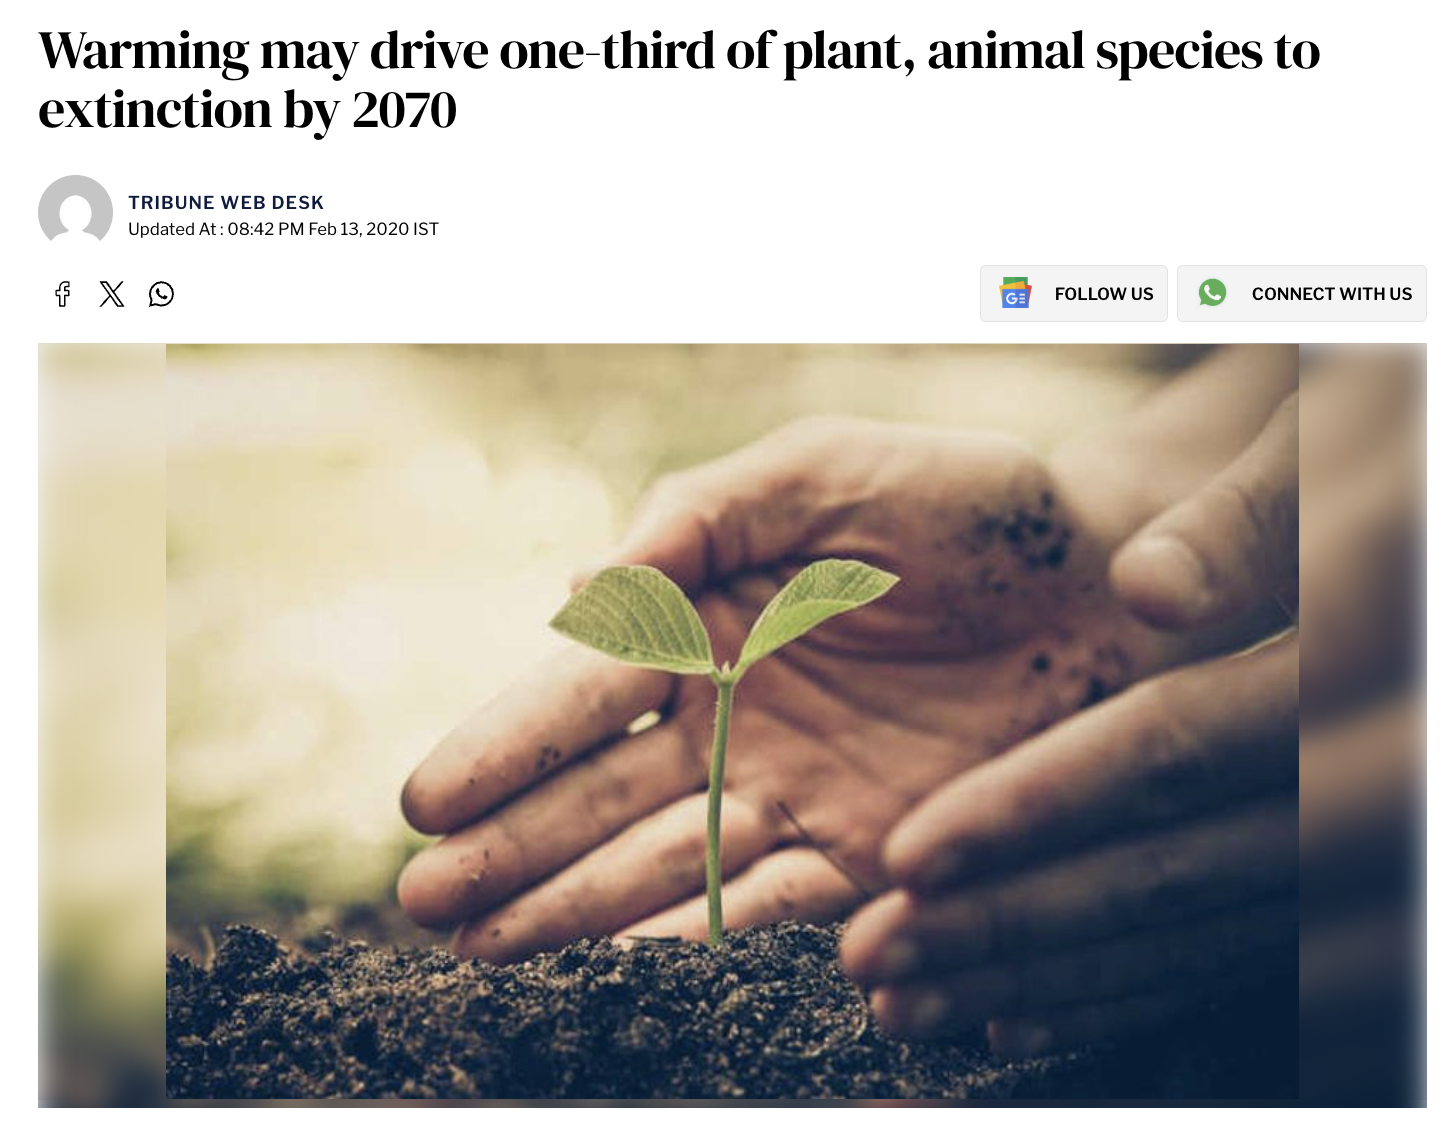 Warming may drive one-third of plant, animal species to
extinction by 2070
TRIBUNE WEB DESK
Updated At : 08:42 PM Feb 13, 2020 IST
GE FOLLOW US
CONNECT WITH US